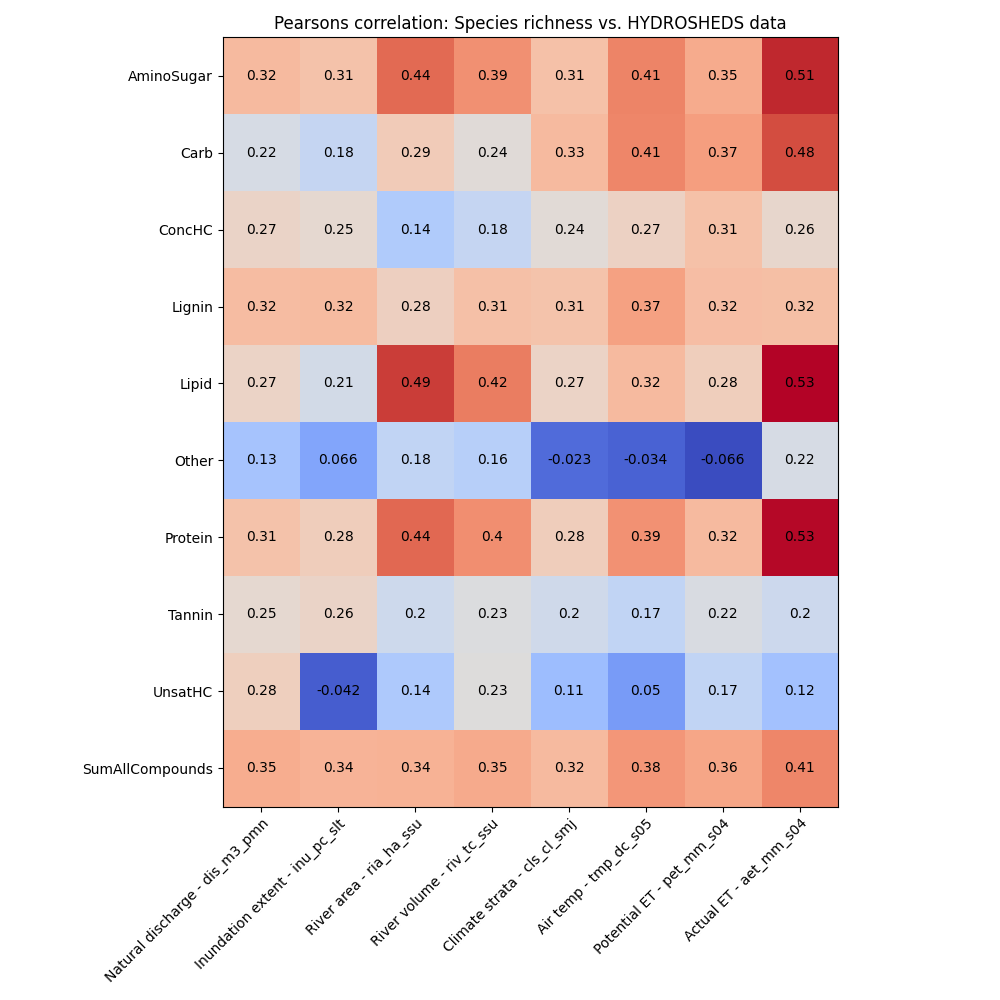 Pearsons correlation: Species richness vs. HYDROSHEDS data
AminoSugar 0.32 0.31 0.44 0.39 0.31 0.41 0.35 0.51
Carb 0.22 0.18 0.29 0.24 0.33 0.41 0.37 0.48
ConcHC 0.27 0.25 0.14 0.18 0.24 0.27 0.31 0.26
Lignin 0.32 0.32 0.28 0.31 0.31 0.37 0.32 0.32
Lipid 0.27 0.21 0.49 0.42 0.27 0.32 0.28 0.53
Other 0.13 0.066 0.18 0.16 -0.023 -0.034 -0.066 0.22
Protein 0.31 0.28 0.44 0.4 0.28 0.39 0.32 0.53
Tannin 0.25 0.26 0.2 0.23 0.2 0.17 0.22 0.2
UnsatHC 0.28 -0.042 0.14 0.23 0.11 0.05 0.17 0.12
SumAllCompounds 0.35 0.34 0.34 0.35 0.32 0.38 0.36 0.41
Natural discharge - dis_m3_pmn
Inundation extent - inu_pc_slt
River area - ria_ha_ssu
River volume - riv_tc_ssu
Climate strata - cls_cl_smj
Air temp - tmp_dc_s05
Potential ET - pet_mm_s04
Actual ET - aet_mm_s04